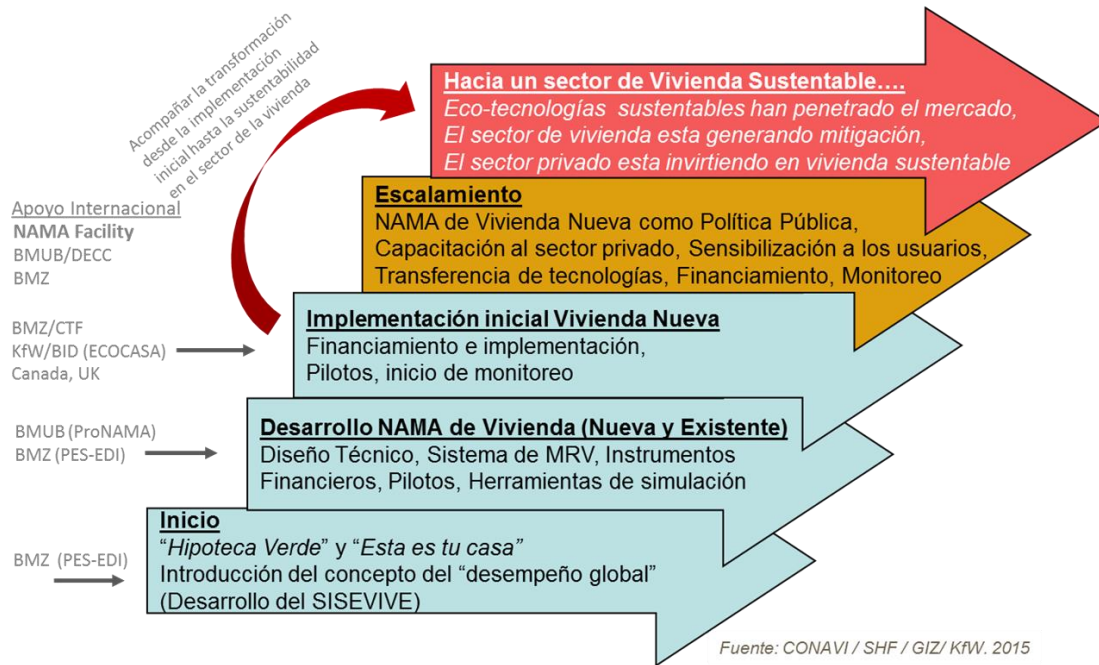 Acompañar la transformación
desde la implementación
inicial hasta la sustentabilidad
en el sector de la vivienda
Hacia un sector de Vivienda Sustentable….
Eco-tecnologías sustentables han penetrado el mercado,
El sector de vivienda esta generando mitigación,
El sector privado esta invirtiendo en vivienda sustentable
Apoyo Internacional
NAMA Facility
BMUB/DECC
BMZ
Escalamiento
NAMA de Vivienda Nueva como Política Pública,
Capacitación al sector privado, Sensibilización a los usuarios,
Transferencia de tecnologías, Financiamiento, Monitoreo
BMZ/CTF
KfW/BID (ECOCASA)
Canada, UK
Implementación inicial Vivienda Nueva
Financiamiento e implementación,
Pilotos, inicio de monitoreo
BMUB (ProNAMA)
BMZ (PES-EDI)
Desarrollo NAMA de Vivienda (Nueva y Existente)
Diseño Técnico, Sistema de MRV, Instrumentos
Financieros, Pilotos, Herramientas de simulación
BMZ (PES-EDI)
Inicio
“Hipoteca Verde” y “Esta es tu casa”
Introducción del concepto del “desempeño global”
(Desarrollo del SISEVIVE)
Fuente: CONAVI / SHF / GIZ/ KfW. 2015